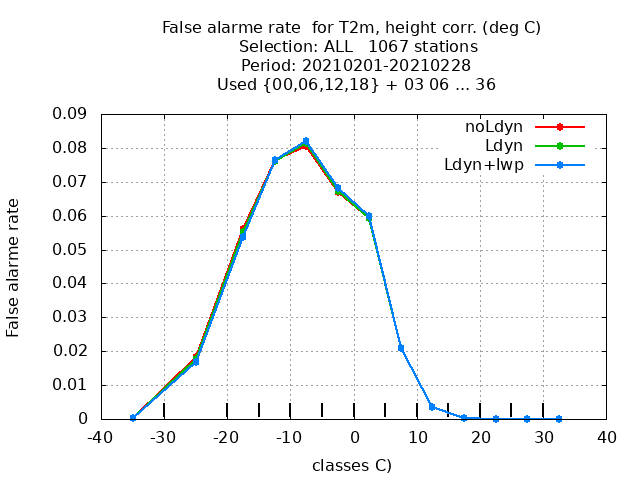 False alarme rate  for T2m, height corr. (deg C)
Selection: ALL   1067 stations
Period: 20210201-20210228
Used {00,06,12,18} + 03 06 ... 36
0.09
0.08
0.07
0.06
0.05
0.04
0.03
0.02
0.01
0
False alarme rate
noLdyn
Ldyn
Ldyn+lwp
-40 -30 -20 -10 0 10 20 30 40
classes C)